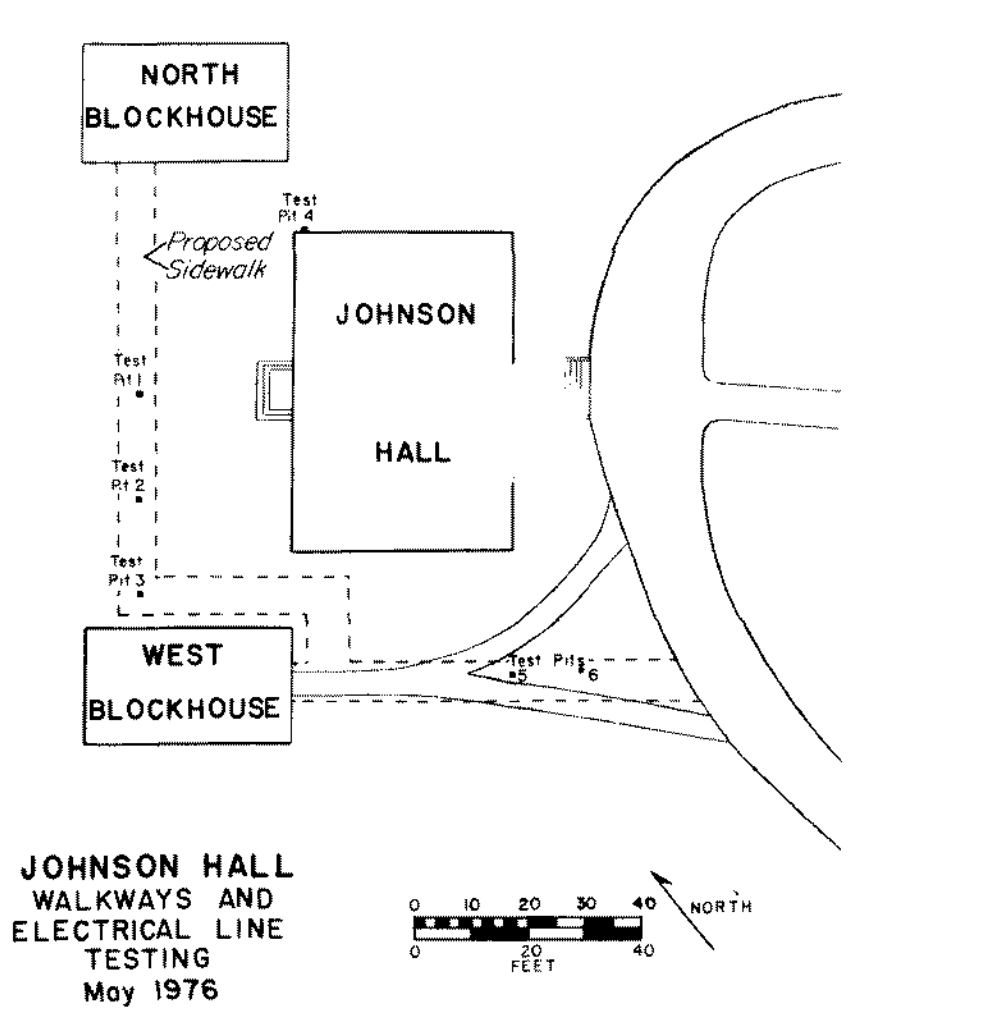 NORTH
BLOCKHOUSE
Test
Pit 4
Proposed
Sidewalk
JOHNSON
HALL
Test
Pit 1
Test
Pit 2
Test
Pit 3
WEST
BLOCKHOUSE
Test Pits
5 6
JOHNSON HALL
WALKWAYS AND
ELECTRICAL LINE
TESTING
May 1976
0 10 20 30 40
0 20 40
FEET
NORTH